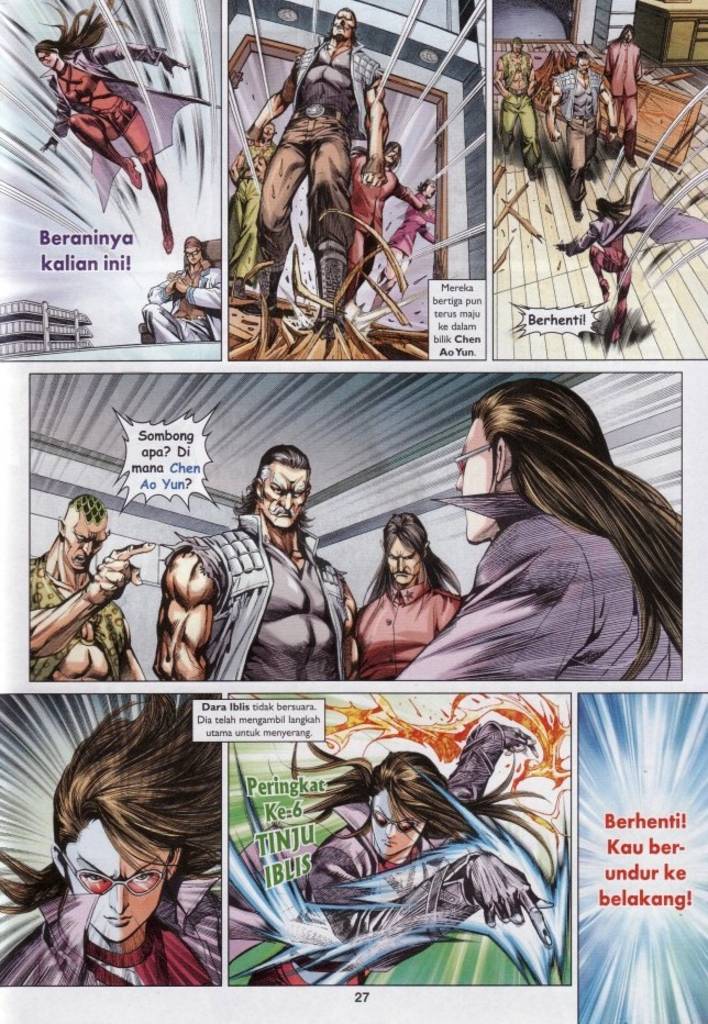 Beraninya
kalian ini!
Mereka
bertiga pun
terus maju
ke dalam
bilik Chen
Ao Yun.
Berhenti!
Sombong
apa? Di
mana Chen
Ao Yun?
Dara Iblis tidak bersuara.
Dia telah mengambil langkah
utama untuk menyerang.
Peringkat
Ke-6
TINJU
IBLIS
Berhenti!
Kau ber-
undur ke
belakang!
27